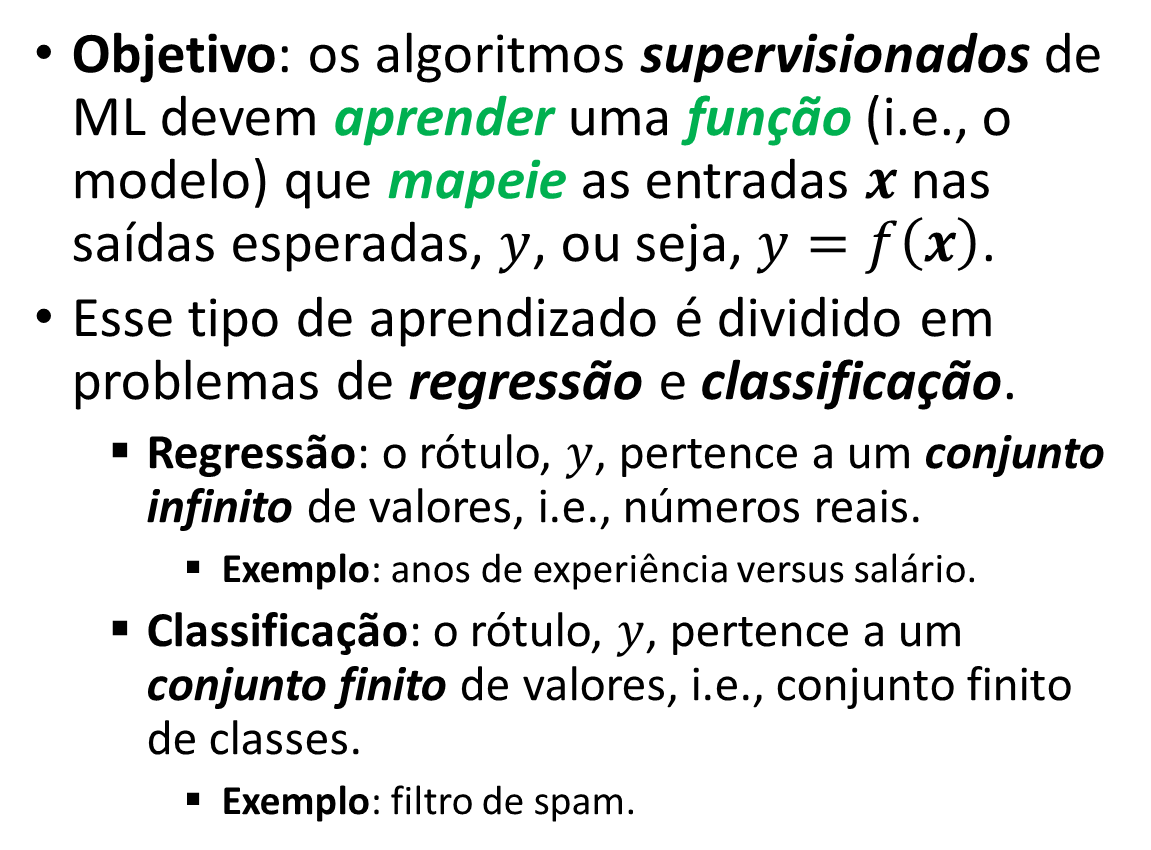 • Objetivo: os algoritmos supervisionados de
ML devem aprender uma função (i.e., o
modelo) que mapeie as entradas x nas
saídas esperadas, y, ou seja, y = f(x).
• Esse tipo de aprendizado é dividido em
problemas de regressão e classificação.
▪ Regressão: o rótulo, y, pertence a um conjunto
infinito de valores, i.e., números reais.
▪ Exemplo: anos de experiência versus salário.
▪ Classificação: o rótulo, y, pertence a um
conjunto finito de valores, i.e., conjunto finito
de classes.
▪ Exemplo: filtro de spam.